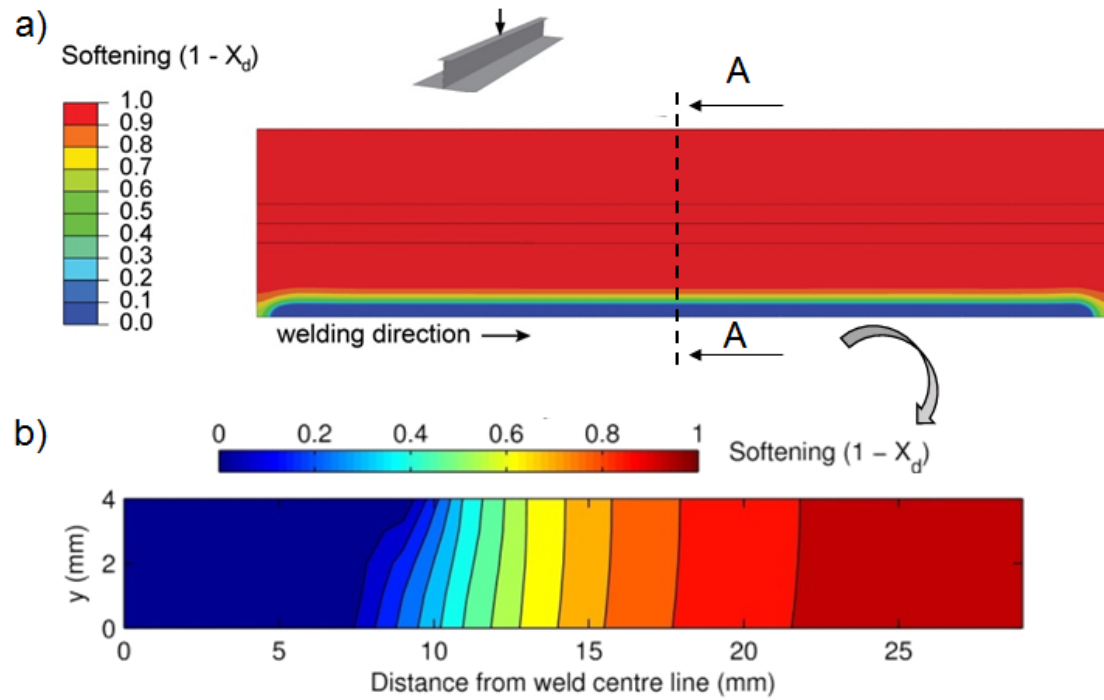 a)
Softening (1 - X_d)
1.0
0.9
0.8
0.7
0.6
0.5
0.4
0.3
0.2
0.1
0.0
A
welding direction
A
b)
0 0.2 0.4 0.6 0.8 1
Softening (1 − X_d)
y (mm)
4
2
0
0 5 10 15 20 25
Distance from weld centre line (mm)